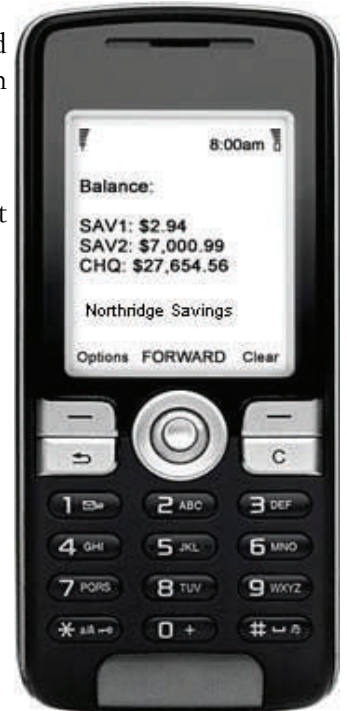 8:00am
Balance:
SAV1: $2.94
SAV2: $7,000.99
CHQ: $27,654.56
Northridge Savings
Options FORWARD Clear
C
1 2 ABC 3 DEF
4 GHI 5 JKL 6 MNO
7 PQRS 8 TUV 9 WXYZ
* a/A 0 + #